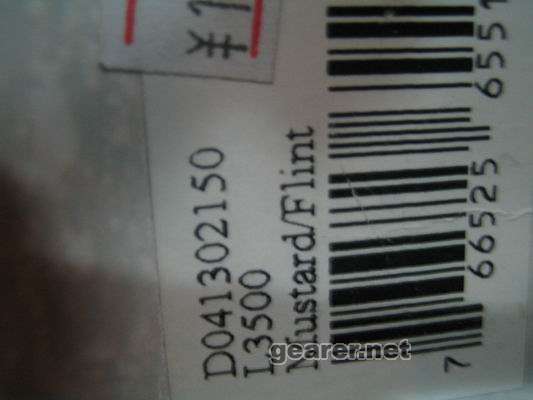 ¥1
D041302150
L3500
Mustard/Flint
7 66525 6551
gearer.net